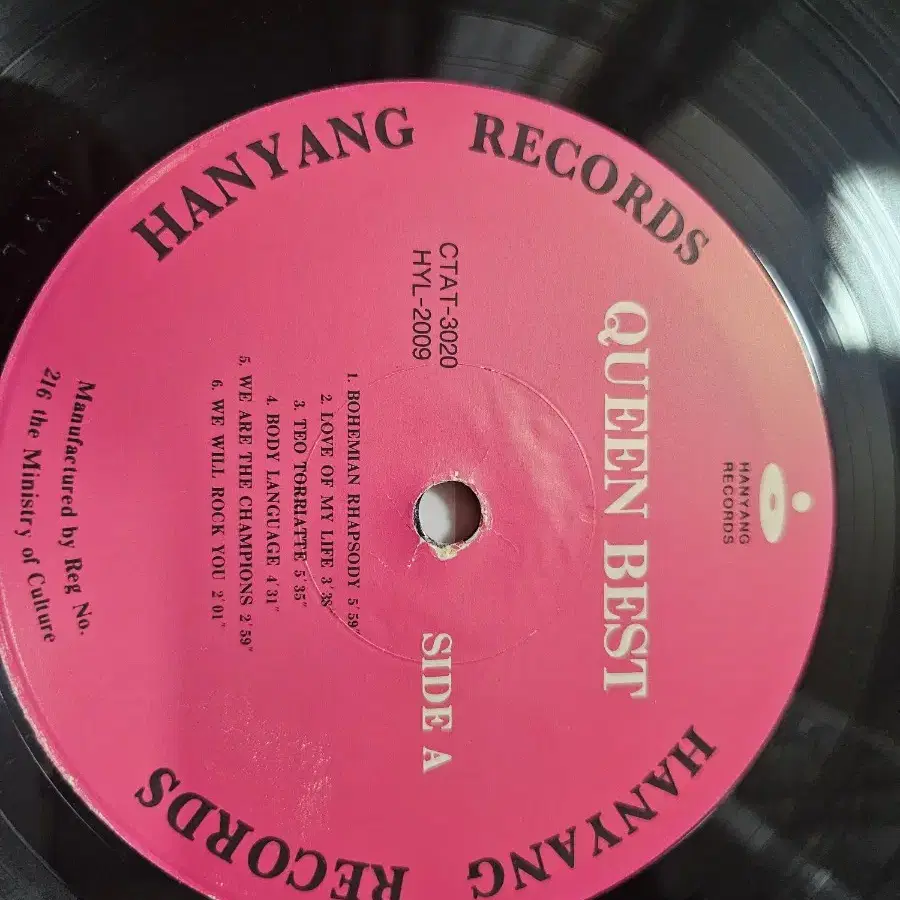 HANYANG RECORDS
HANYANG
RECORDS
QUEEN BEST
CTAT-3020
HYL-2009
SIDE A
1. BOHEMIAN RHAPSODY 5'59"
2. LOVE OF MY LIFE 3'38"
3. TEO TORRIATTE 5'35"
4. BODY LANGUAGE 4'31"
5. WE ARE THE CHAMPIONS 2'59"
6. WE WILL ROCK YOU 2'01"
Manufactured by Reg No.
216 the Ministry of Culture
HANYANG RECORDS